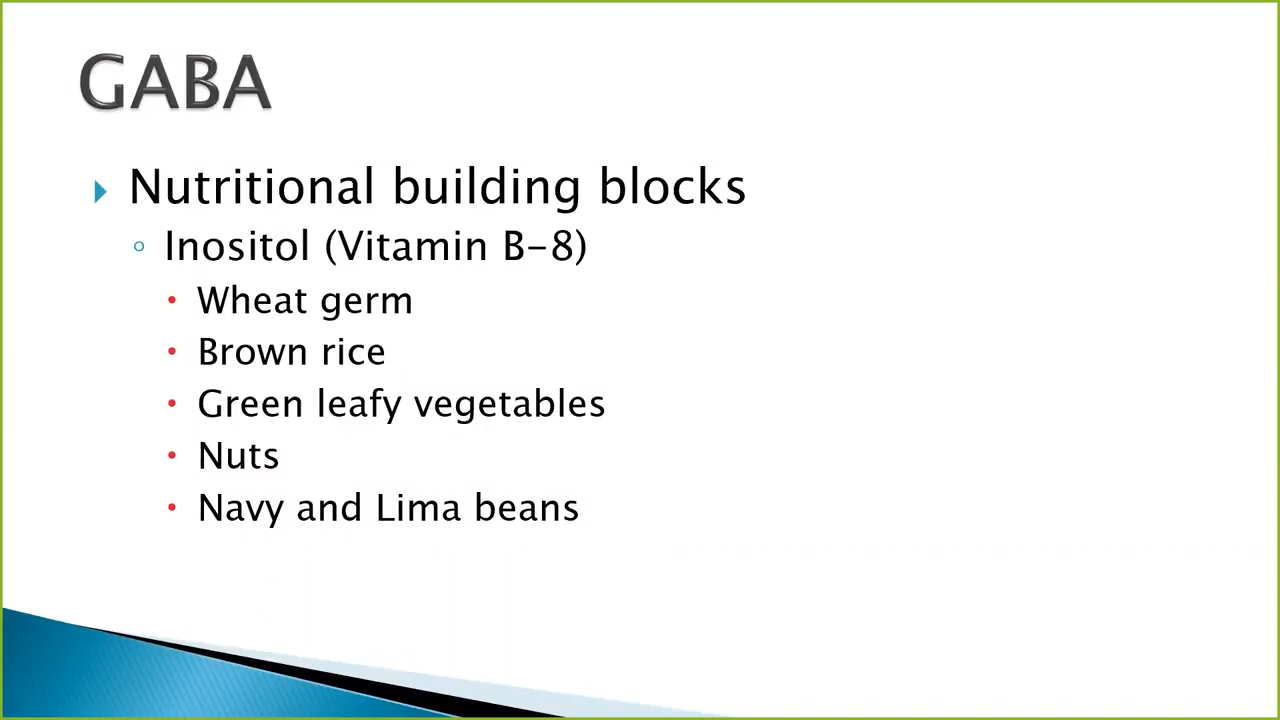 GABA
Nutritional building blocks
Inositol (Vitamin B-8)
Wheat germ
Brown rice
Green leafy vegetables
Nuts
Navy and Lima beans